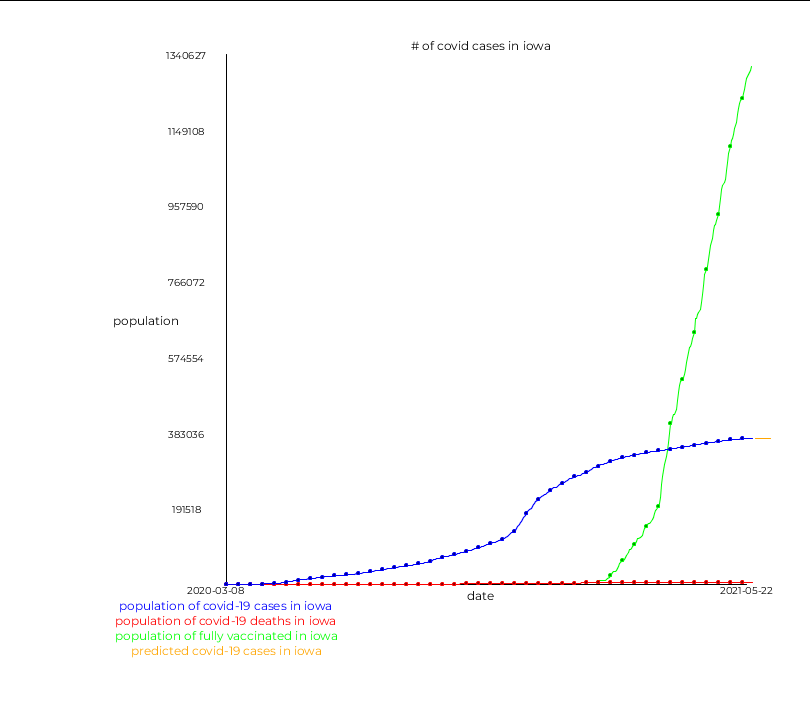 # of covid cases in iowa
1340627
1149108
957590
766072
population
574554
383036
191518
2020-03-08
2021-05-22
date
population of covid-19 cases in iowa
population of covid-19 deaths in iowa
population of fully vaccinated in iowa
predicted covid-19 cases in iowa